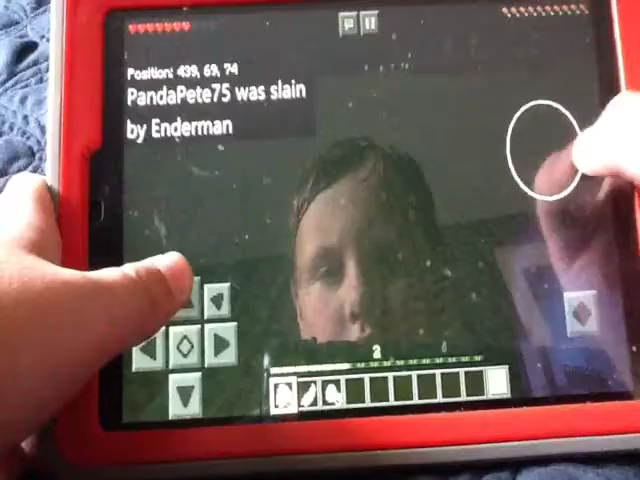 Position: 439, 69, 74
PandaPete75 was slain
by Enderman
2